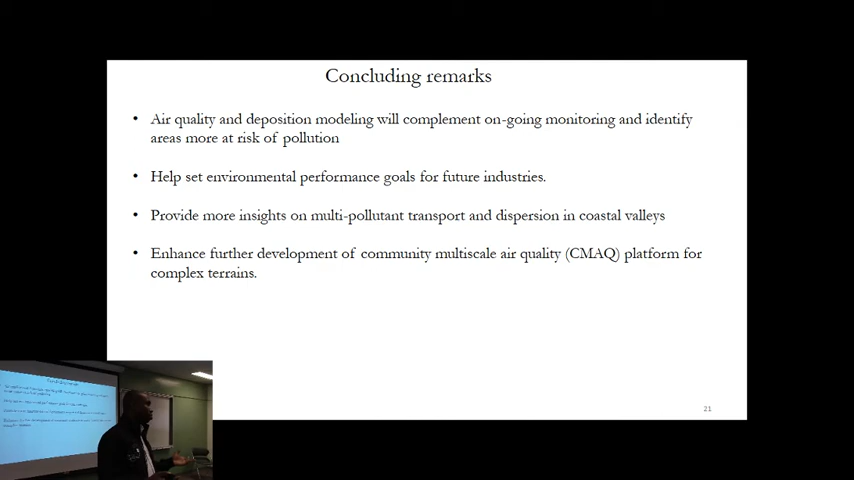 Concluding remarks
• Air quality and deposition modeling will complement on-going monitoring and identify
areas more at risk of pollution
• Help set environmental performance goals for future industries.
• Provide more insights on multi-pollutant transport and dispersion in coastal valleys
• Enhance further development of community multiscale air quality (CMAQ) platform for
complex terrains.
21